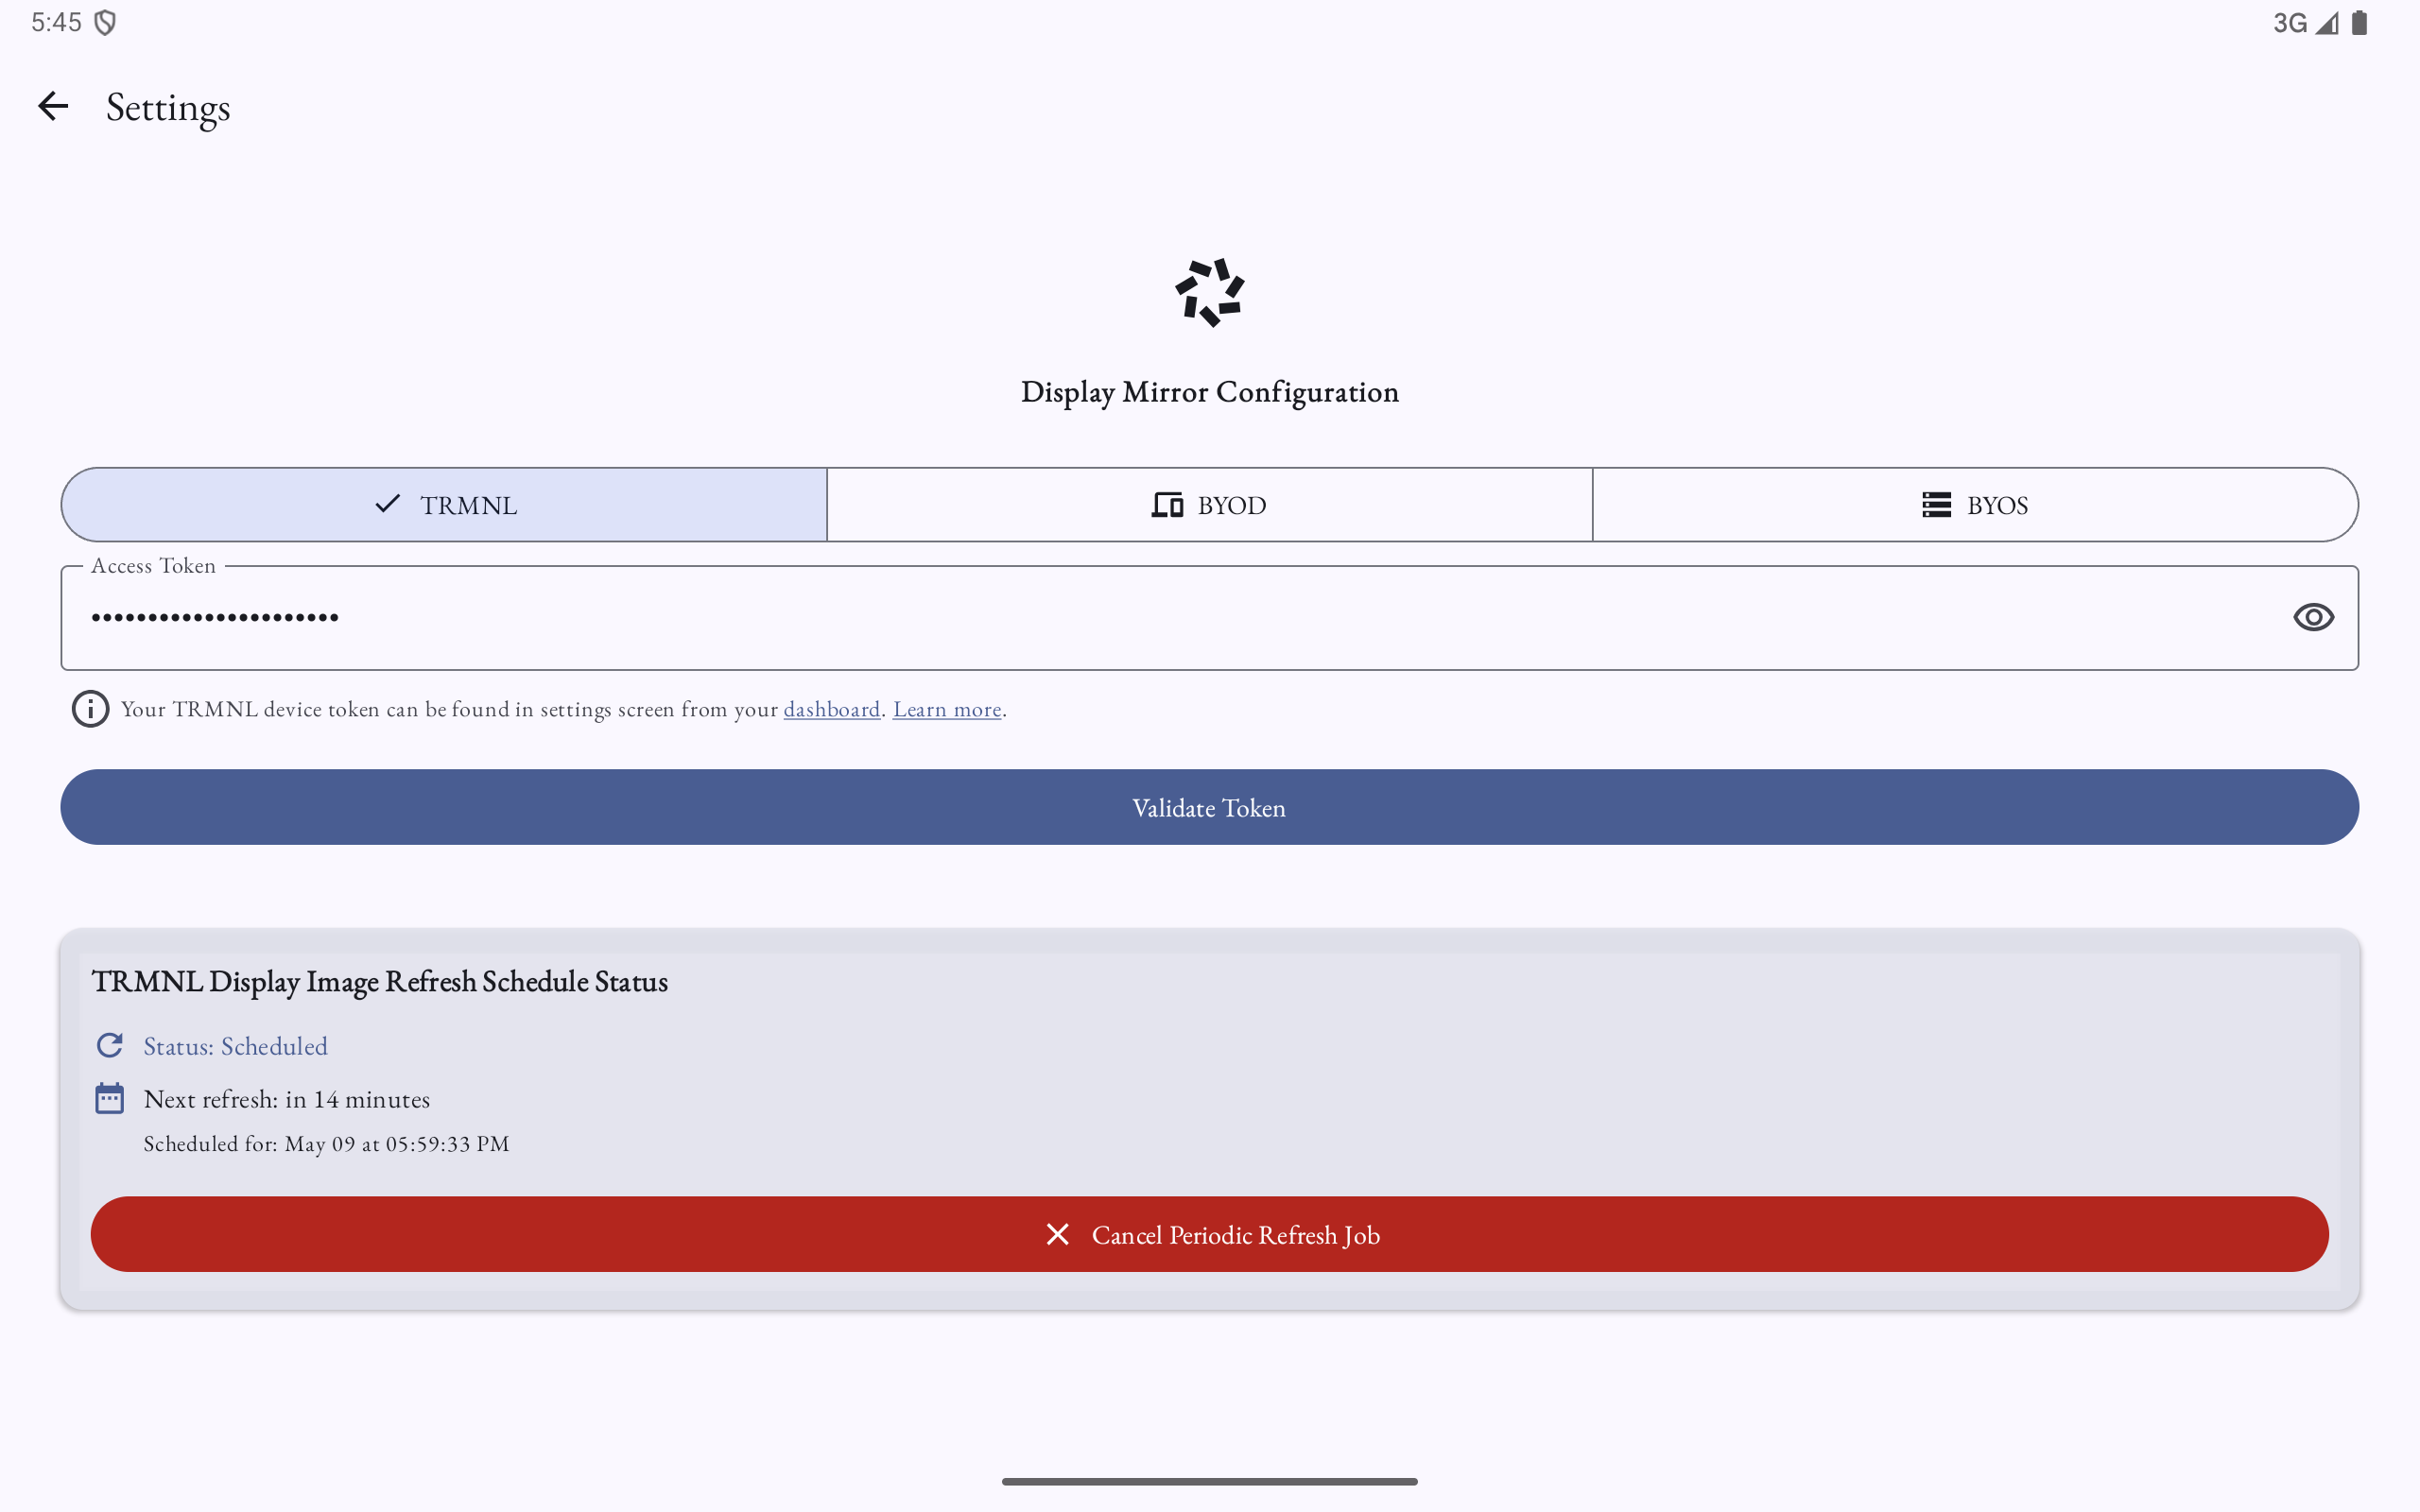 5:45
3G
Settings
Display Mirror Configuration
TRMNL
BYOD
BYOS
Access Token
••••••••••••••••••••••
Your TRMNL device token can be found in settings screen from your dashboard. Learn more.
Validate Token
TRMNL Display Image Refresh Schedule Status
Status: Scheduled
Next refresh: in 14 minutes
Scheduled for: May 09 at 05:59:33 PM
Cancel Periodic Refresh Job